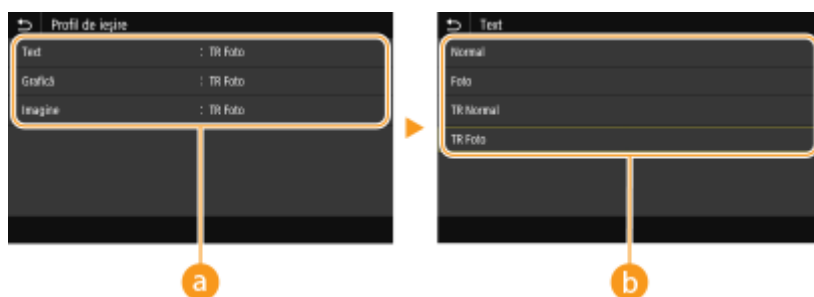 Profil de ieșire
Text : TR Foto
Grafică : TR Foto
Imagine : TR Foto
a
Text
Normal
Foto
TR Normal
TR Foto
b